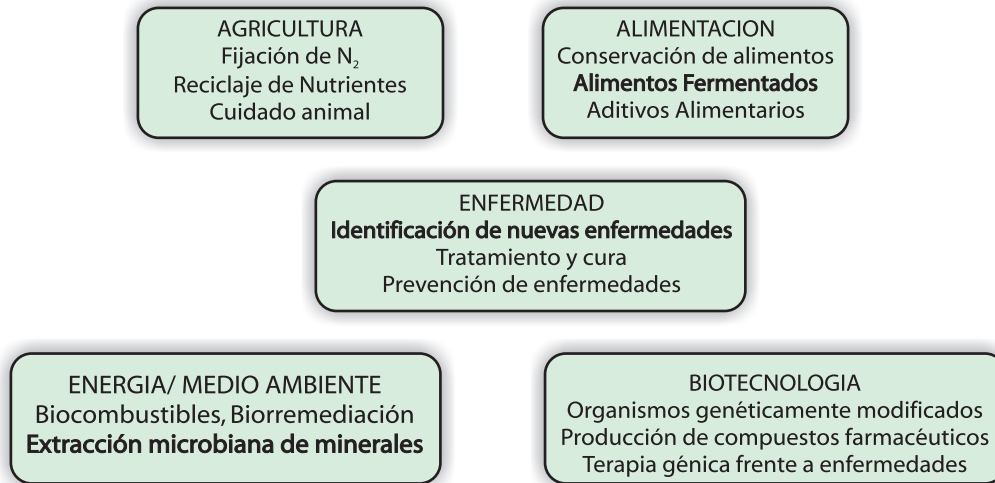 AGRICULTURA
Fijación de N₂
Reciclaje de Nutrientes
Cuidado animal
ALIMENTACION
Conservación de alimentos
Alimentos Fermentados
Aditivos Alimentarios
ENFERMEDAD
Identificación de nuevas enfermedades
Tratamiento y cura
Prevención de enfermedades
ENERGIA/ MEDIO AMBIENTE
Biocombustibles, Biorremediación
Extracción microbiana de minerales
BIOTECNOLOGIA
Organismos genéticamente modificados
Producción de compuestos farmacéuticos
Terapia génica frente a enfermedades